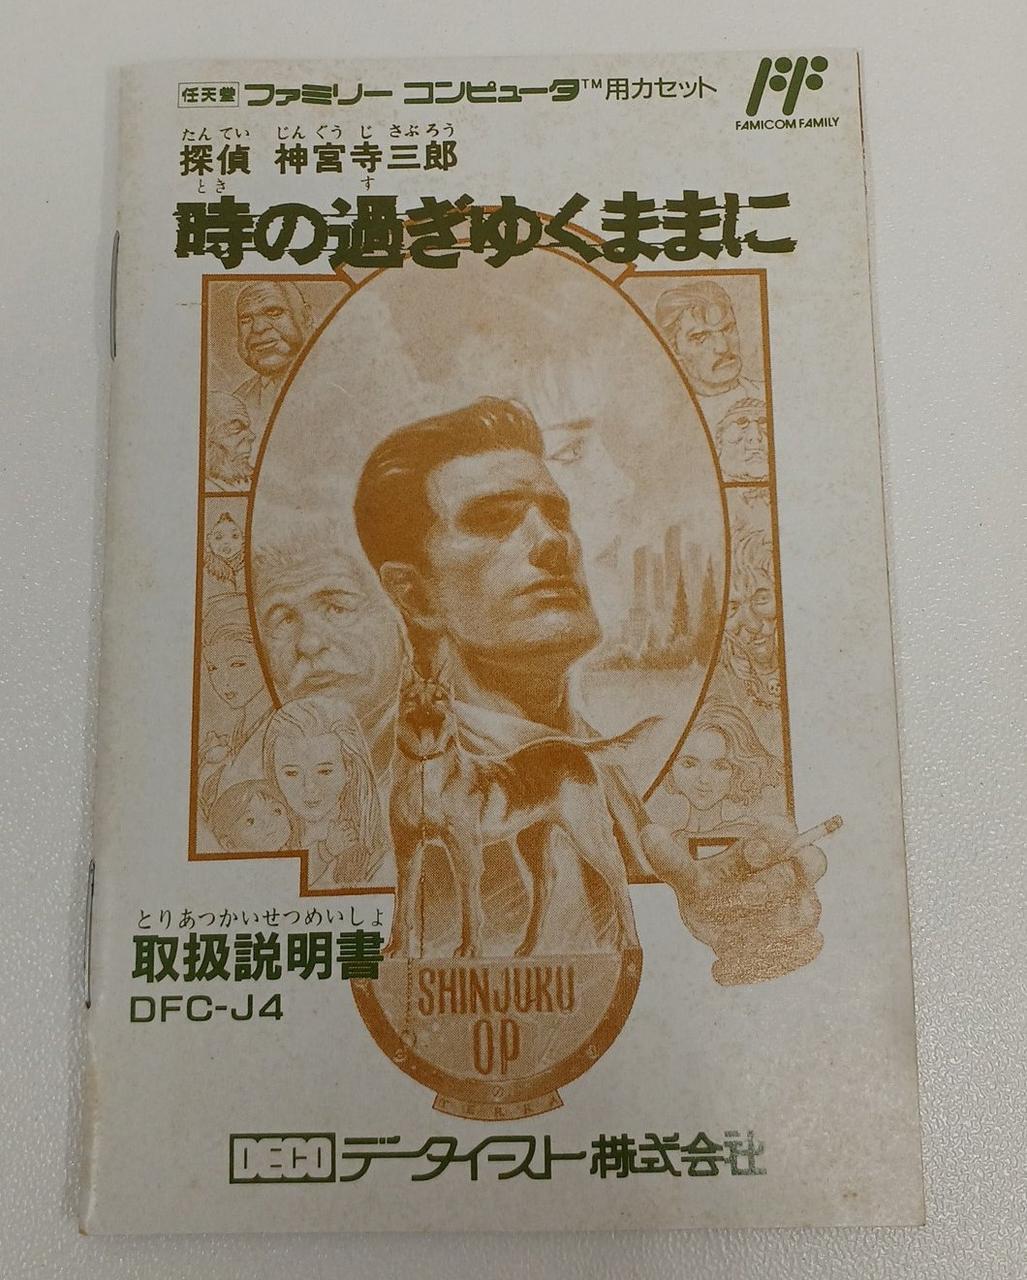 任天堂 ファミリー コンピュータ™用カセット
FAMICOM FAMILY
たんてい じんぐうじ さぶろう
探偵 神宮寺三郎
とき す
時の過ぎゆくままに
とりあつかいせつめいしょ
取扱説明書
DFC-J4
SHINJUKU
OP
の
TERRA
DECO データイースト株式会社